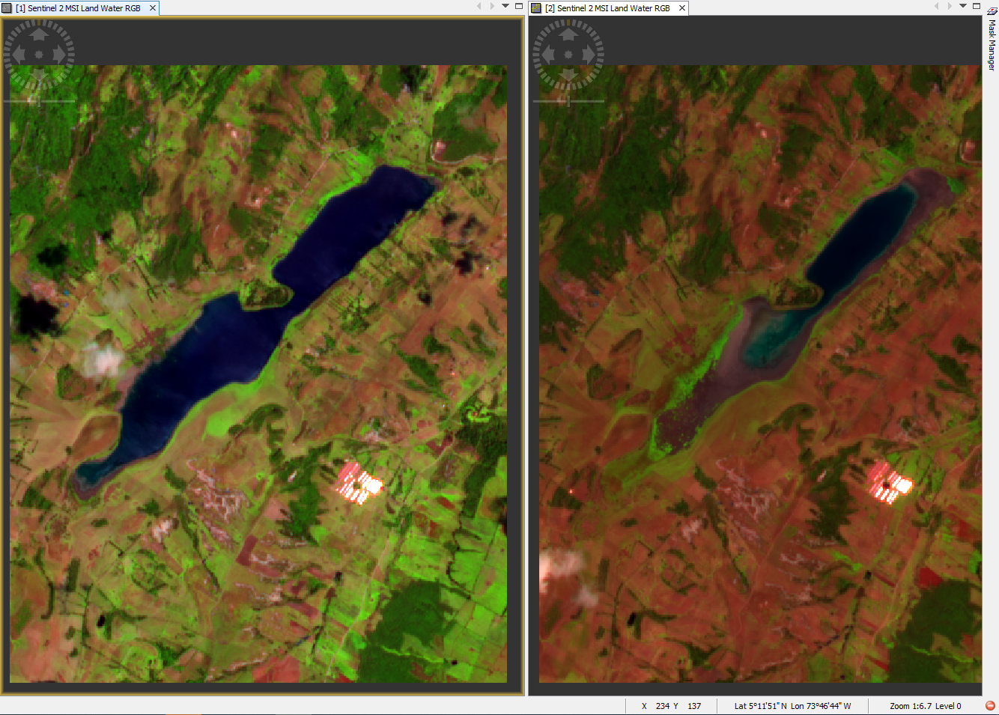 [1] Sentinel 2 MSI Land Water RGB
[2] Sentinel 2 MSI Land Water RGB
Mask Manager
X 234 Y 137
Lat 5°11'51" N Lon 73°46'44" W
Zoom 1:6.7 Level 0